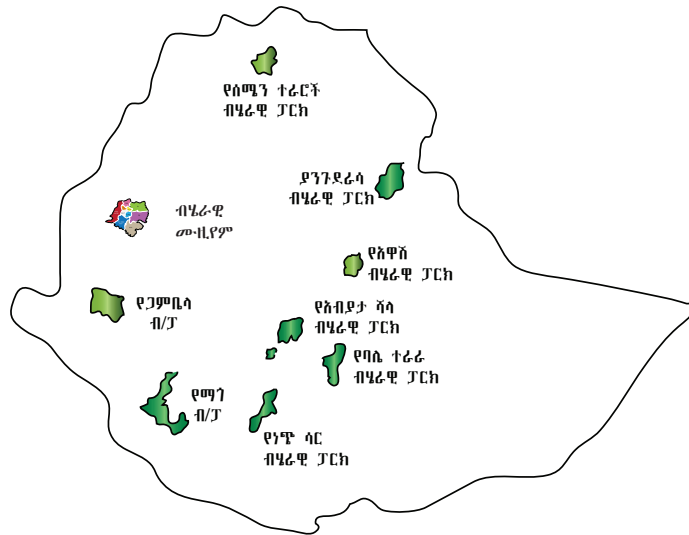 የሰሜን ተራሮች
ብሄራዊ ፓርክ
ያንጉደራሳ
ብሄራዊ ፓርክ
ብሄራዊ
ሙዚየም
የአዋሽ
ብሄራዊ ፓርክ
የጋምቤላ
ብ/ፓ
የአብያታ ሻላ
ብሄራዊ ፓርክ
የባሌ ተራራ
ብሄራዊ ፓርክ
የማጎ
ብ/ፓ
የነጭ ሳር
ብሄራዊ ፓርክ